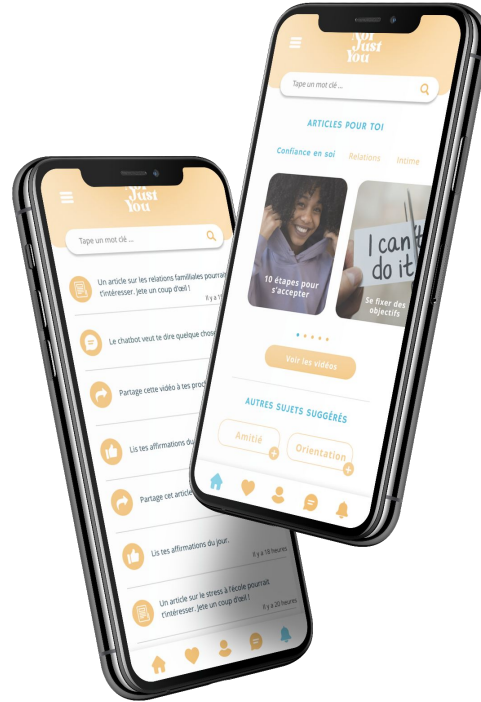 Not
Just
You
Tape un mot clé ...
Un article sur les relations familiales pourrait
t'intéresser. Jete un coup d'œil !
Il y a
Le chatbot veut te dire quelque chose
Partage cette vidéo à tes
Lis tes affirmations du
Partage cet article
Lis tes affirmations du jour.
Il y a 18 heures
Un article sur le stress à l'école pourrait
t'intéresser. Jete un coup d'œil !
Il y a 20 heures
Not
Just
You
Tape un mot clé ...
ARTICLES POUR TOI
Confiance en soi Relations Intime
10 étapes pour
s'accepter
I can't
do it
Se fixer des
objectifs
Voir les vidéos
AUTRES SUJETS SUGGÉRÉS
Amitié Orientation